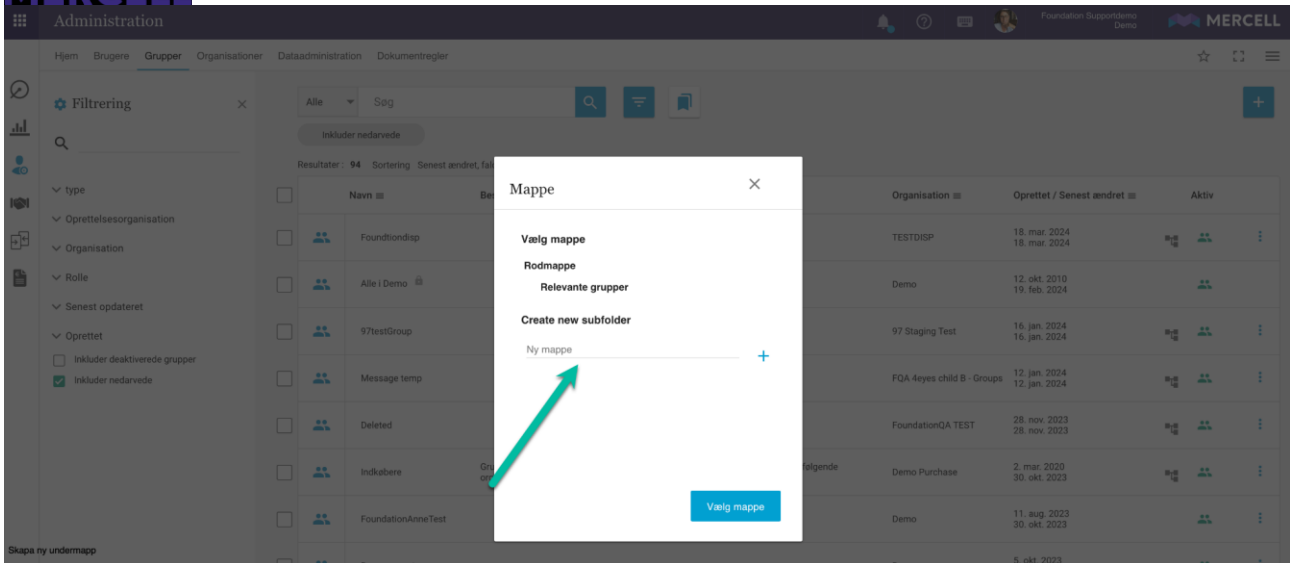 Administration
Foundation Supportdemo
Demo
MERCELL
Hjem Brugere Grupper Organisationer Dataadministration Dokumentregler
Filtrering
Alle Søg
Inkluder nedarvede
Resultater : 94 Sortering Senest ændret,
type
Oprettelsesorganisation
Organisation
Rolle
Senest opdateret
Oprettet
Inkluder deaktiverede grupper
Inkluder nedarvede
Navn Organisation Oprettet / Senest ændret Aktiv
Foundtiondisp TESTDISP 18. mar. 2024
18. mar. 2024
Alle i Demo Demo 12. okt. 2010
19. feb. 2024
97testGroup 97 Staging Test 16. jan. 2024
16. jan. 2024
Message temp FQA 4eyes child B - Groups 12. jan. 2024
12. jan. 2024
Deleted FoundationQA TEST 28. nov. 2023
28. nov. 2023
Indkøbere følgende Demo Purchase 2. mar. 2020
30. okt. 2023
FoundationAnneTest Demo 11. aug. 2023
30. okt. 2023
5. okt. 2023
Mappe
Vælg mappe
Rodmappe
Relevante grupper
Create new subfolder
Ny mappe
Vælg mappe
Skapa ny undermapp